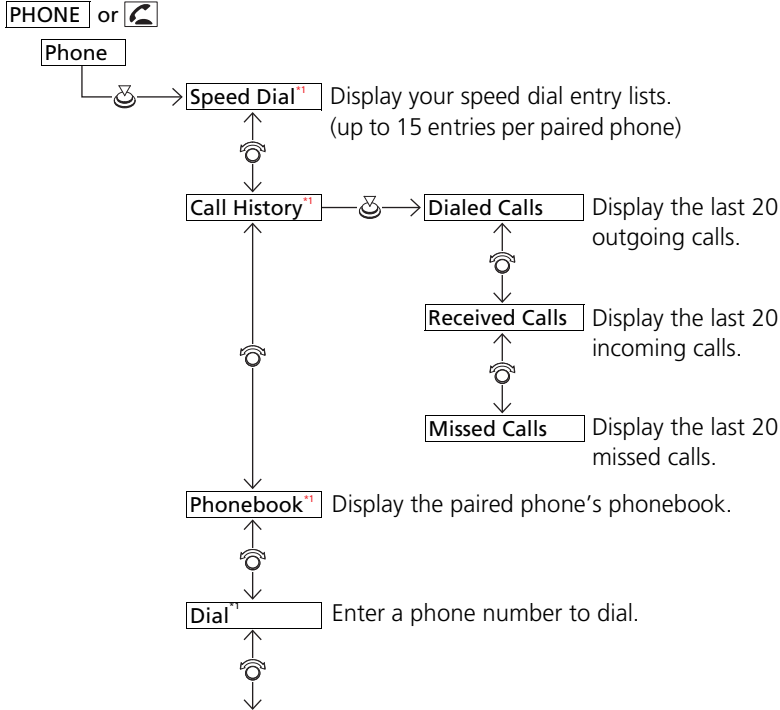 PHONE or
Phone
Speed Dial*1 Display your speed dial entry lists.
(up to 15 entries per paired phone)
Call History*1 Dialed Calls Display the last 20
outgoing calls.
Received Calls Display the last 20
incoming calls.
Missed Calls Display the last 20
missed calls.
Phonebook*1 Display the paired phone’s phonebook.
Dial*1 Enter a phone number to dial.